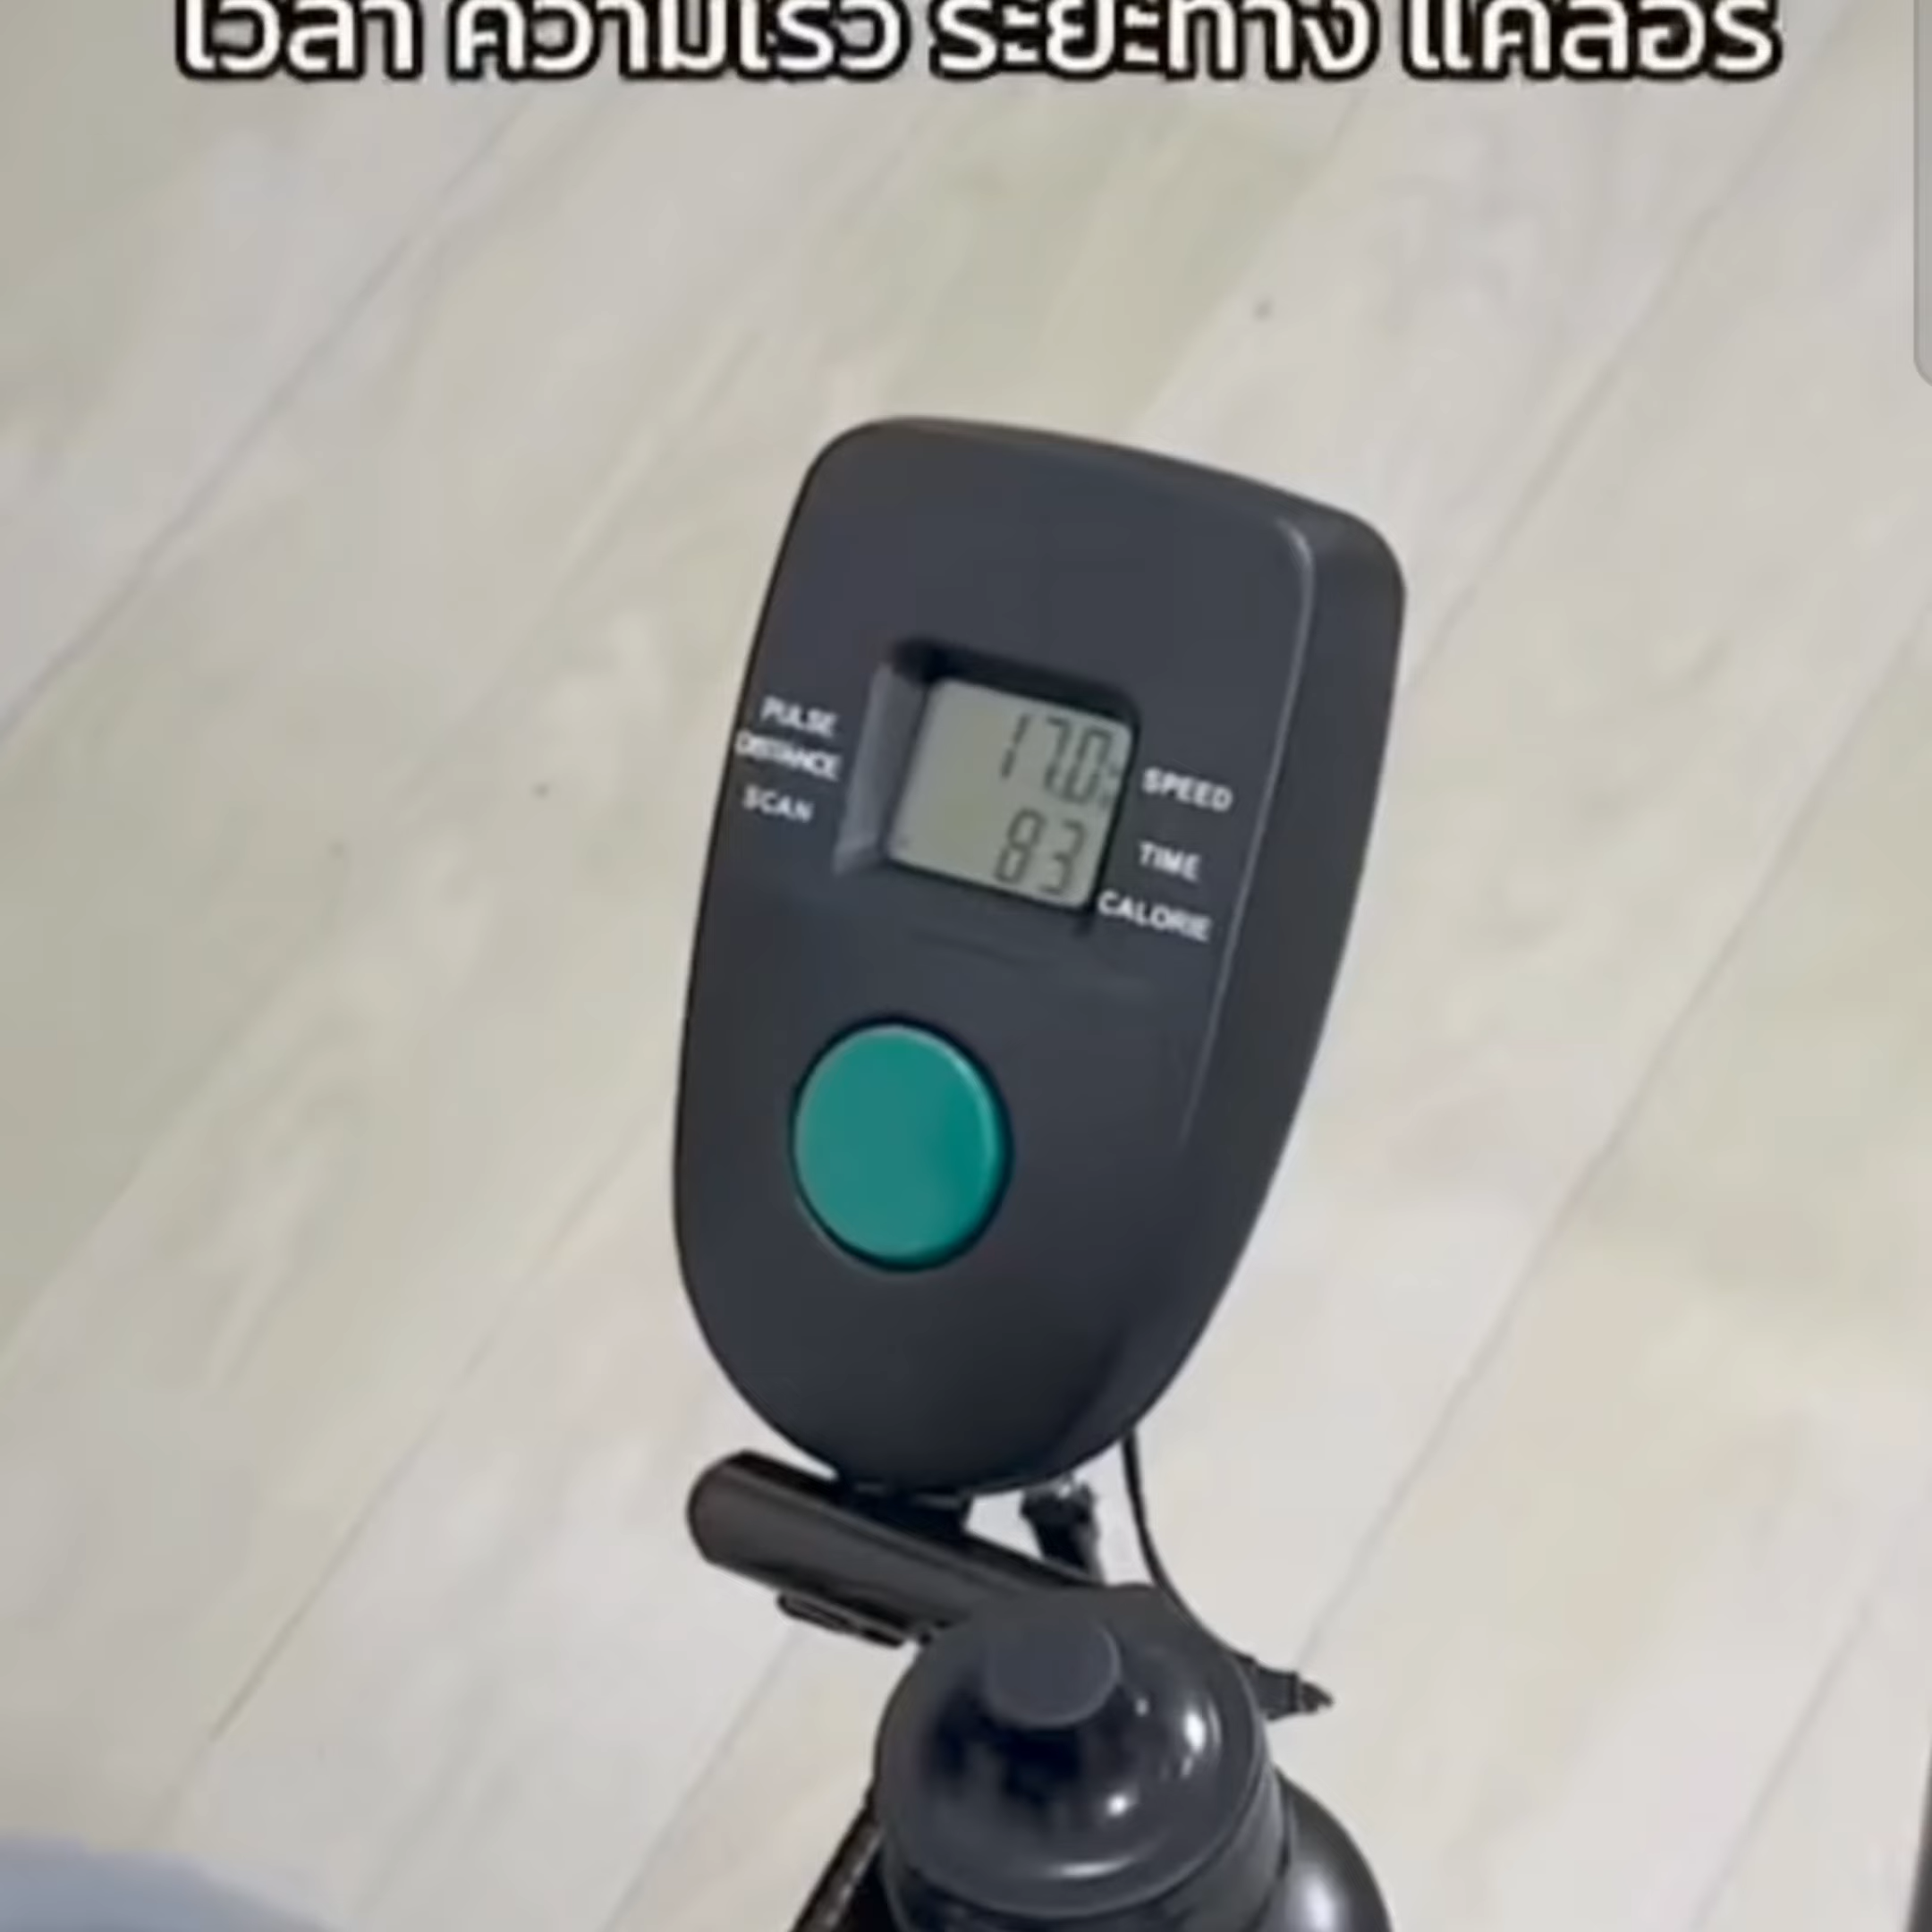 เวลา ความเร็ว ระยะทาง แคลอรี่
PULSE
DISTANCE
SCAN
17.0
83
SPEED
TIME
CALORIE